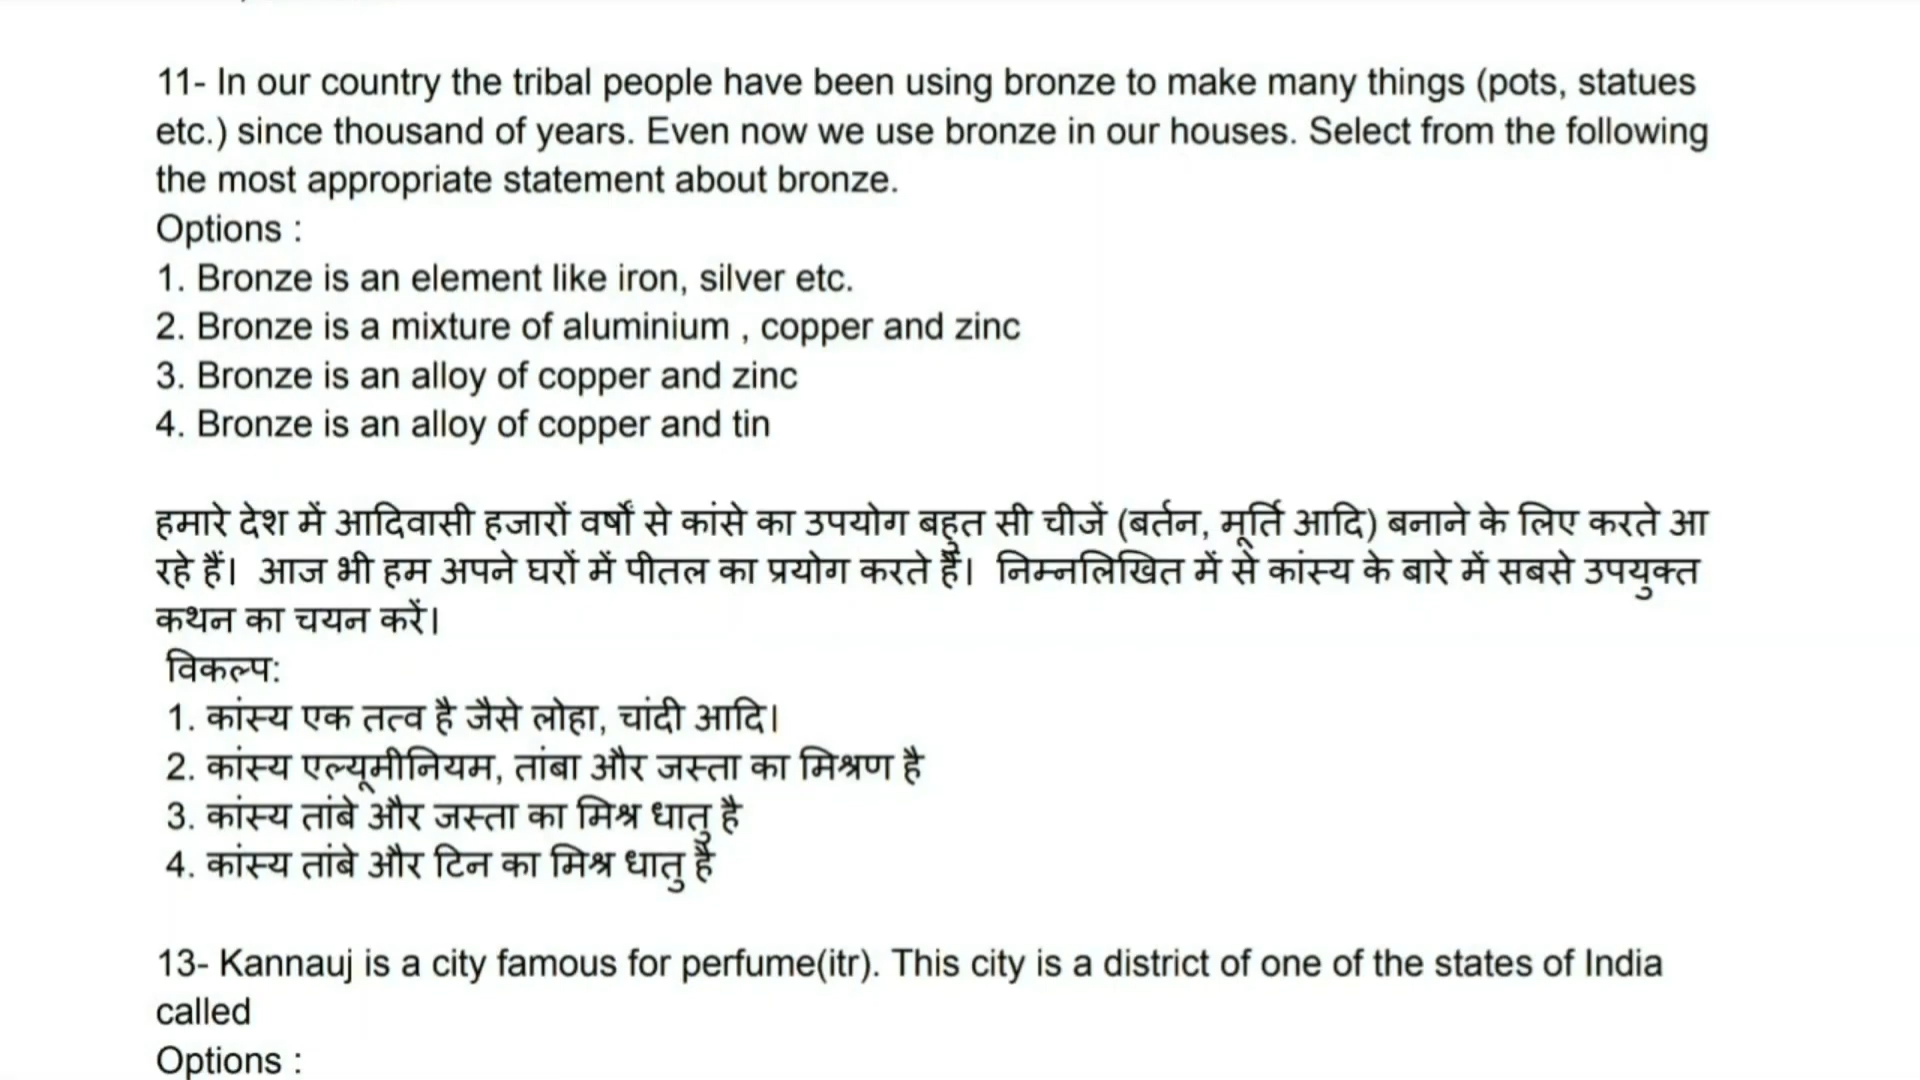 11- In our country the tribal people have been using bronze to make many things (pots, statues
etc.) since thousand of years. Even now we use bronze in our houses. Select from the following
the most appropriate statement about bronze.
Options :
1. Bronze is an element like iron, silver etc.
2. Bronze is a mixture of aluminium , copper and zinc
3. Bronze is an alloy of copper and zinc
4. Bronze is an alloy of copper and tin
हमारे देश में आदिवासी हजारों वर्षों से कांसे का उपयोग बहुत सी चीजें (बर्तन, मूर्ति आदि) बनाने के लिए करते आ
रहे हैं। आज भी हम अपने घरों में पीतल का प्रयोग करते हैं। निम्नलिखित में से कांस्य के बारे में सबसे उपयुक्त
कथन का चयन करें।
विकल्प:
1. कांस्य एक तत्व है जैसे लोहा, चांदी आदि।
2. कांस्य एल्यूमीनियम, तांबा और जस्ता का मिश्रण है
3. कांस्य तांबे और जस्ता का मिश्र धातु है
4. कांस्य तांबे और टिन का मिश्र धातु है
13- Kannauj is a city famous for perfume(itr). This city is a district of one of the states of India
called
Options :